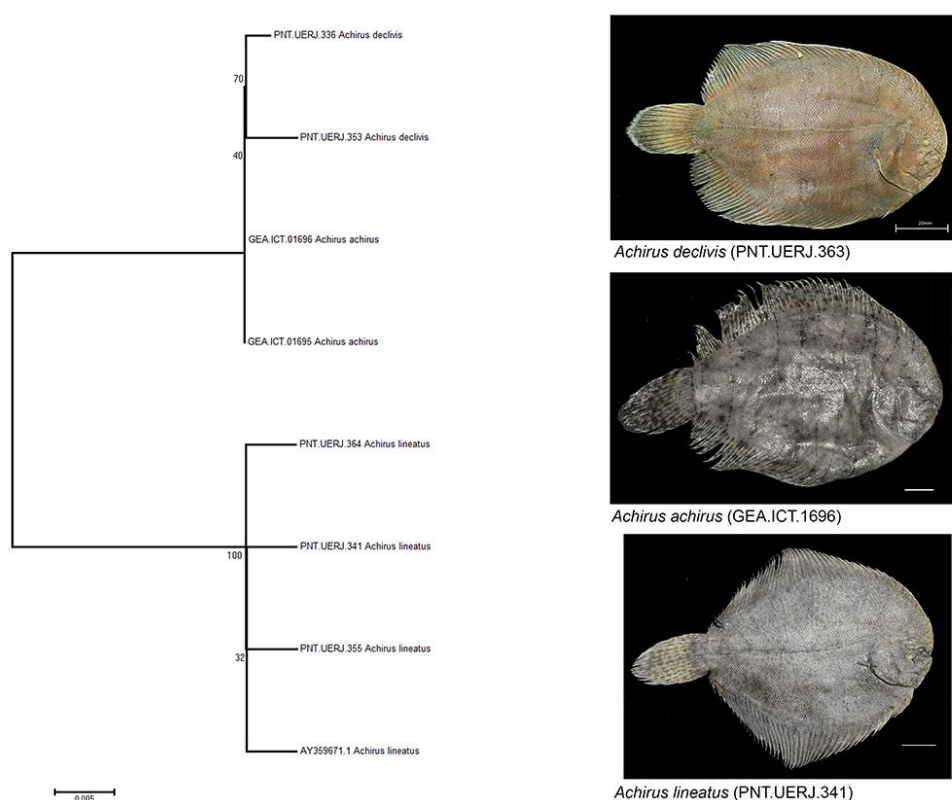 PNT.UERJ.336 Achirus declivis
70
PNT.UERJ.353 Achirus declivis
40
GEA.ICT.01696 Achirus achirus
GEA.ICT.01695 Achirus achirus
PNT.UERJ.364 Achirus lineatus
PNT.UERJ.341 Achirus lineatus
100
PNT.UERJ.355 Achirus lineatus
32
AY359671.1 Achirus lineatus
0.005
20mm
Achirus declivis (PNT.UERJ.363)
Achirus achirus (GEA.ICT.1696)
Achirus lineatus (PNT.UERJ.341)